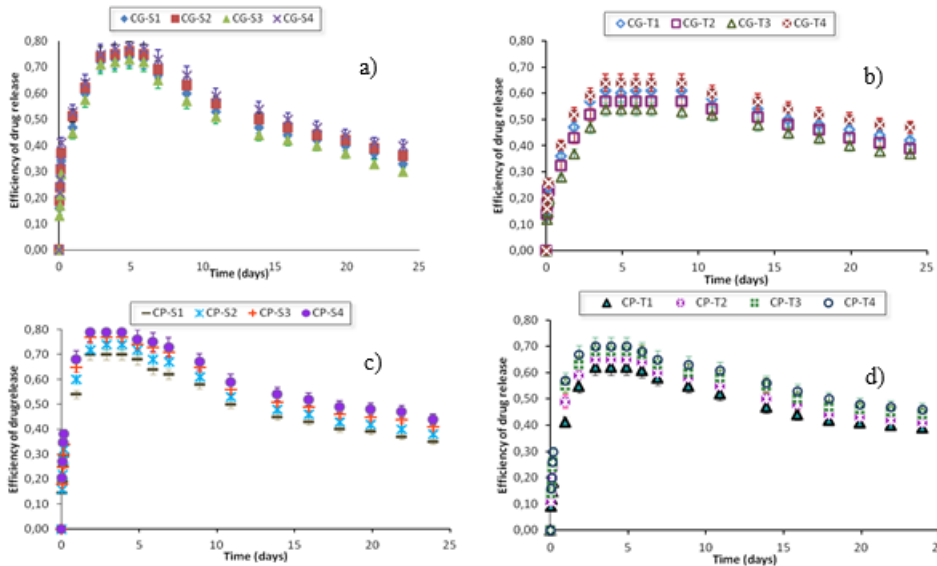 CG-S1 CG-S2 CG-S3 CG-S4
a)
Efficiency of drug release
0,80
0,70
0,60
0,50
0,40
0,30
0,20
0,10
0,00
0 5 10 15 20 25
Time (days)
CG-T1 CG-T2 CG-T3 CG-T4
b)
Efficiency of drug release
0,80
0,70
0,60
0,50
0,40
0,30
0,20
0,10
0,00
0 5 10 15 20 25
Time (days)
CP-S1 CP-S2 CP-S3 CP-S4
c)
Efficiency of drugrelease
0,80
0,70
0,60
0,50
0,40
0,30
0,20
0,10
0,00
0 5 10 15 20 25
Time (days)
CP-T1 CP-T2 CP-T3 CP-T4
d)
Efficiency of drug release
0,80
0,70
0,60
0,50
0,40
0,30
0,20
0,10
0,00
0 5 10 15 20 25
Time (days)